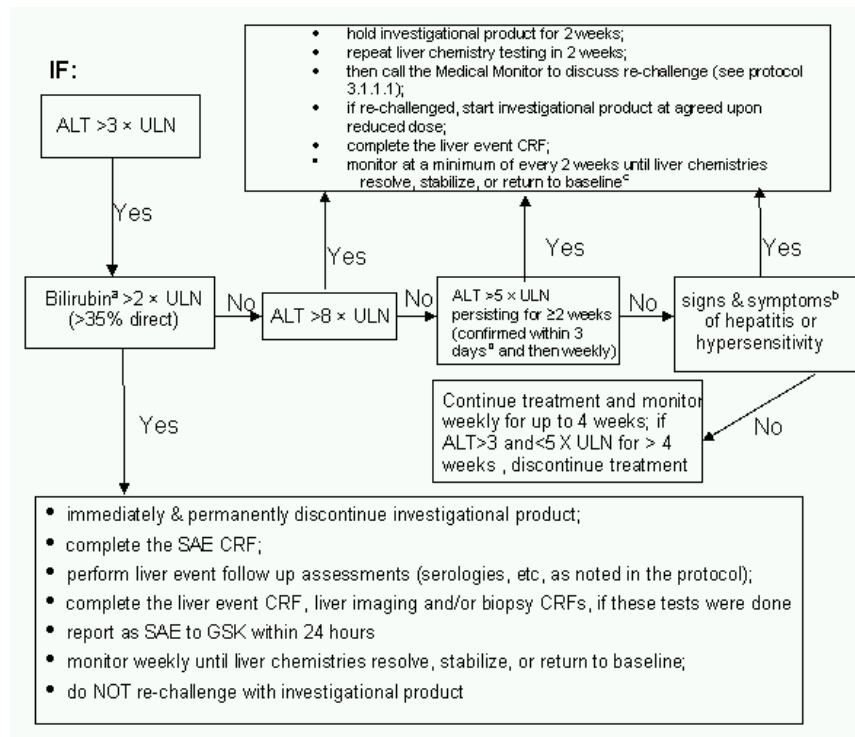 • hold investigational product for 2 weeks;
• repeat liver chemistry testing in 2 weeks;
• then call the Medical Monitor to discuss re-challenge (see protocol
3.1.1.1);
• if re-challenged, start investigational product at agreed upon
reduced dose;
• complete the liver event CRF;
• monitor at a minimum of every 2 weeks until liver chemistries
resolve, stabilize, or return to baselineᶜ
IF:
ALT >3 × ULN
Yes
Yes
Yes
Yes
Bilirubinᵃ >2 × ULN
(>35% direct)
No
ALT >8 × ULN
No
ALT >5 × ULN
persisting for ≥2 weeks
(confirmed within 3
daysᵃ and then weekly)
No
signs & symptomsᵇ
of hepatitis or
hypersensitivity
Yes
No
Continue treatment and monitor
weekly for up to 4 weeks; if
ALT>3 and<5 X ULN for > 4
weeks , discontinue treatment
• immediately & permanently discontinue investigational product;
• complete the SAE CRF;
• perform liver event follow up assessments (serologies, etc, as noted in the protocol);
• complete the liver event CRF, liver imaging and/or biopsy CRFs, if these tests were done
• report as SAE to GSK within 24 hours
• monitor weekly until liver chemistries resolve, stabilize, or return to baseline;
• do NOT re-challenge with investigational product